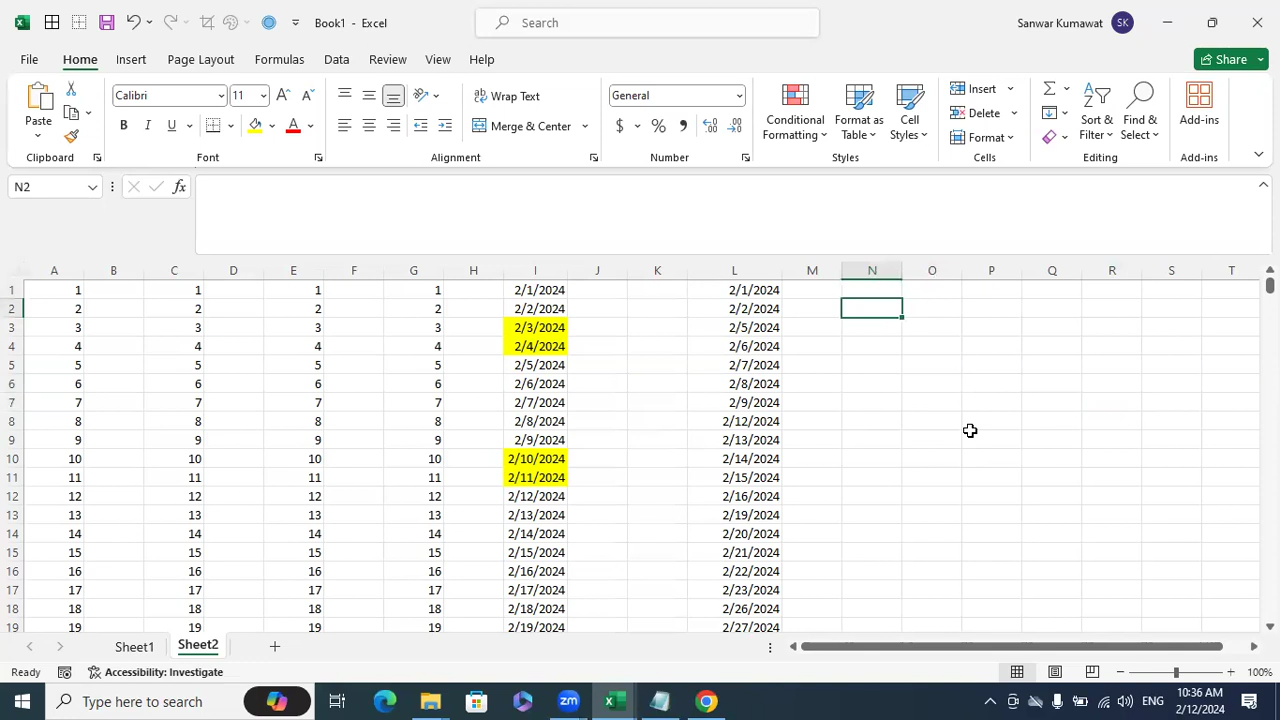 Book1 - Excel
Search
Sanwar Kumawat
SK
File Home Insert Page Layout Formulas Data Review View Help
Share
Paste
Clipboard
Calibri 11
B I U
Font
Wrap Text
Merge & Center
Alignment
General
$ % ,
Number
Conditional Formatting
Format as Table
Cell Styles
Styles
Insert
Delete
Format
Cells
Sort & Filter
Find & Select
Editing
Add-ins
Add-ins
N2
fx
A B C D E F G H I J K L M N O P Q R S T
1 1 1 1 1 2/1/2024 2/1/2024
2 2 2 2 2 2/2/2024 2/2/2024
3 3 3 3 3 2/3/2024 2/5/2024
4 4 4 4 4 2/4/2024 2/6/2024
5 5 5 5 5 2/5/2024 2/7/2024
6 6 6 6 6 2/6/2024 2/8/2024
7 7 7 7 7 2/7/2024 2/9/2024
8 8 8 8 8 2/8/2024 2/12/2024
9 9 9 9 9 2/9/2024 2/13/2024
10 10 10 10 10 2/10/2024 2/14/2024
11 11 11 11 11 2/11/2024 2/15/2024
12 12 12 12 12 2/12/2024 2/16/2024
13 13 13 13 13 2/13/2024 2/19/2024
14 14 14 14 14 2/14/2024 2/20/2024
15 15 15 15 15 2/15/2024 2/21/2024
16 16 16 16 16 2/16/2024 2/22/2024
17 17 17 17 17 2/17/2024 2/23/2024
18 18 18 18 18 2/18/2024 2/26/2024
19 19 19 19 19 2/19/2024 2/27/2024
Sheet1 Sheet2
Ready
Accessibility: Investigate
100%
Type here to search
zm
ENG
10:36 AM
2/12/2024